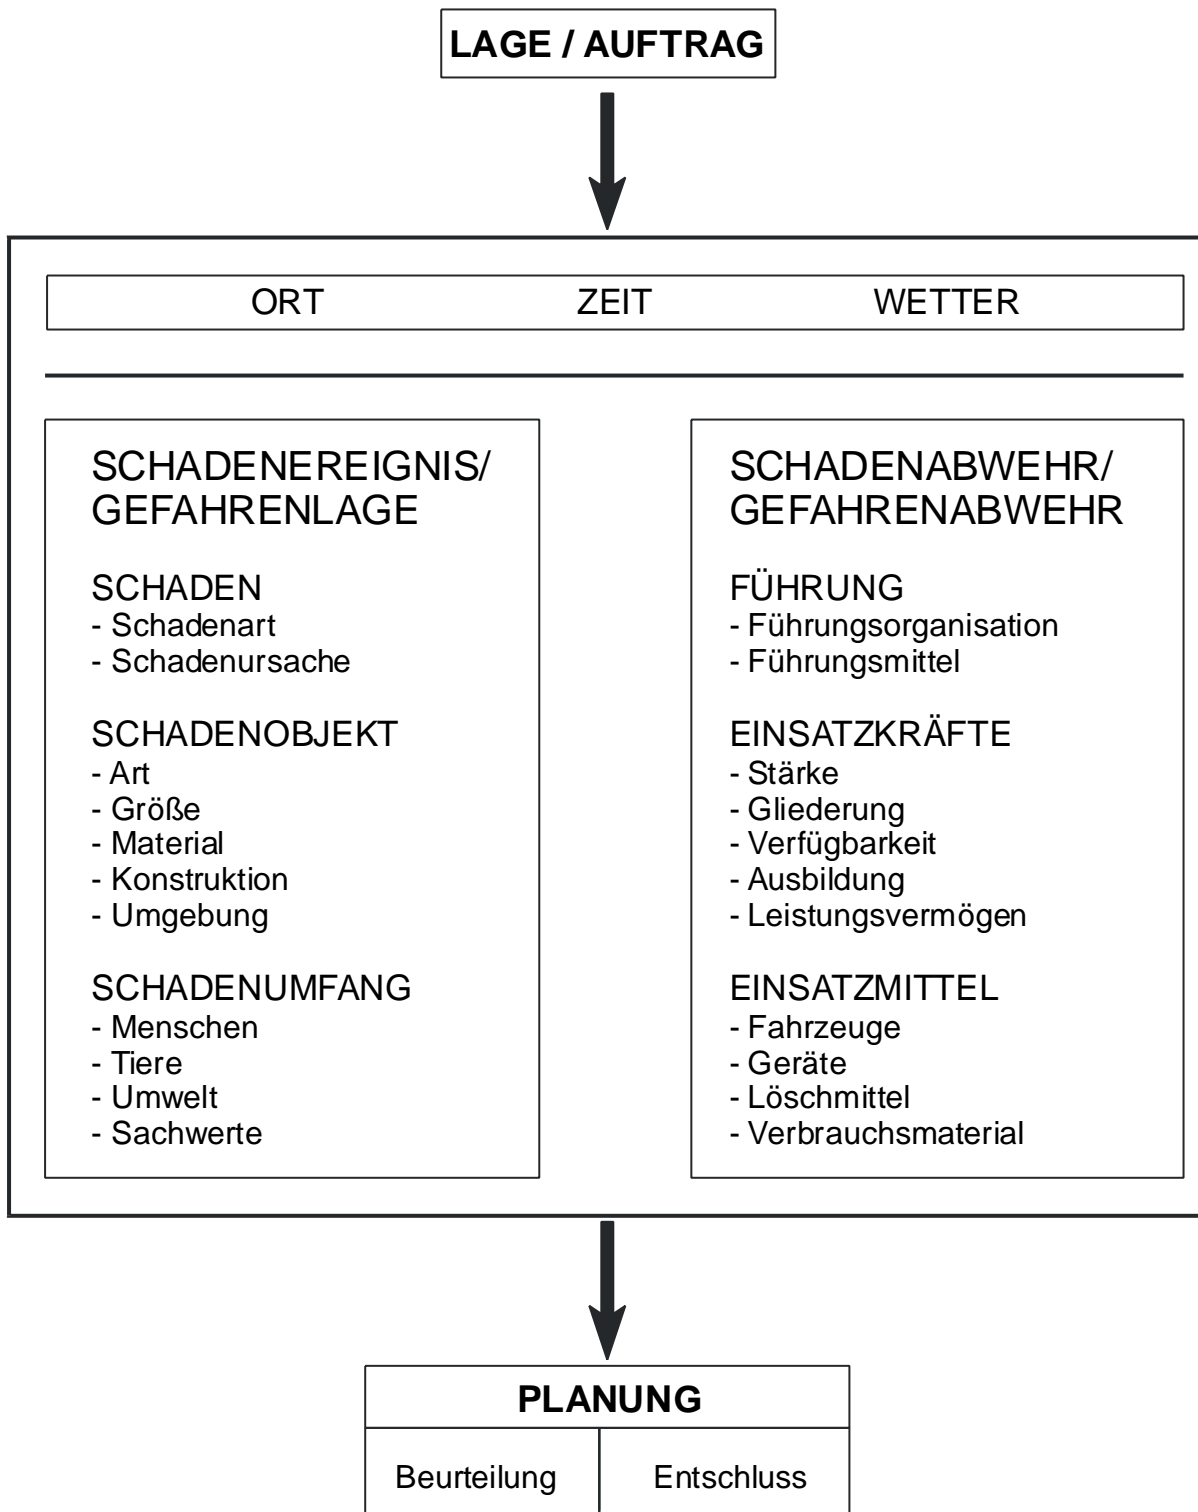 LAGE / AUFTRAG
ORT ZEIT WETTER
SCHADENEREIGNIS/
GEFAHRENLAGE
SCHADEN
- Schadenart
- Schadenursache
SCHADENOBJEKT
- Art
- Größe
- Material
- Konstruktion
- Umgebung
SCHADENUMFANG
- Menschen
- Tiere
- Umwelt
- Sachwerte
SCHADENABWEHR/
GEFAHRENABWEHR
FÜHRUNG
- Führungsorganisation
- Führungsmittel
EINSATZKRÄFTE
- Stärke
- Gliederung
- Verfügbarkeit
- Ausbildung
- Leistungsvermögen
EINSATZMITTEL
- Fahrzeuge
- Geräte
- Löschmittel
- Verbrauchsmaterial
PLANUNG
Beurteilung Entschluss